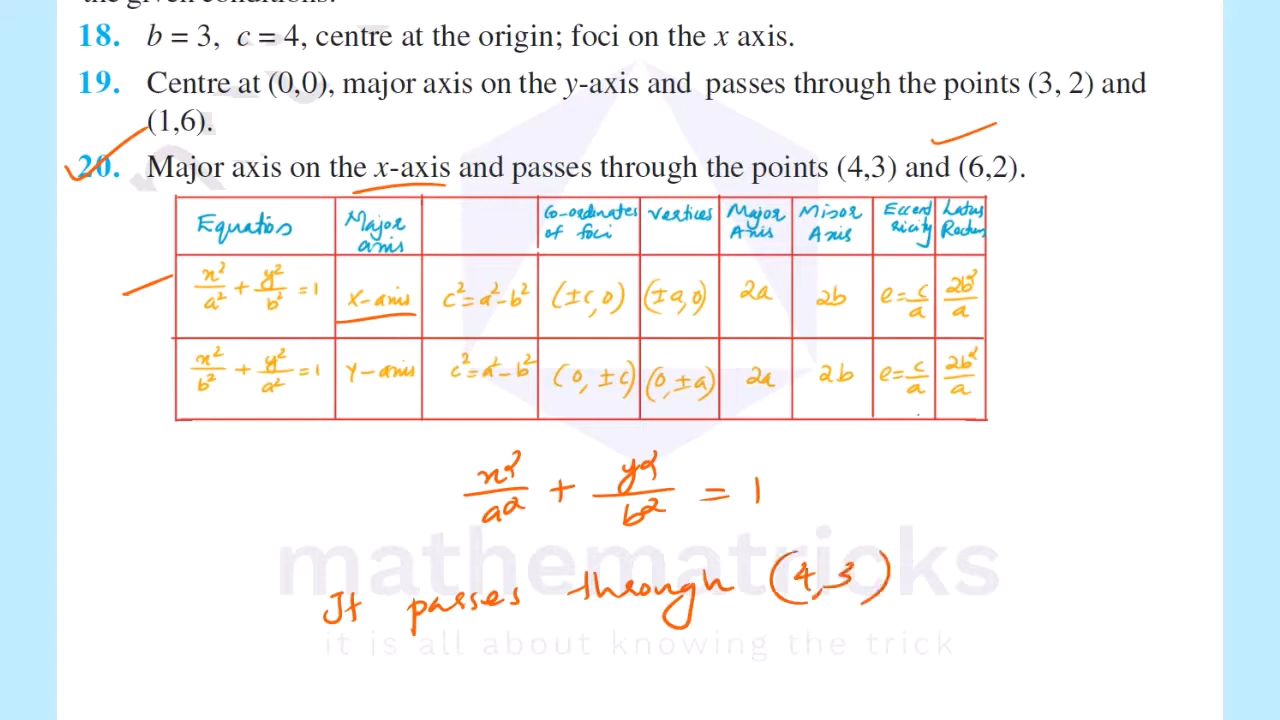 the given conditions:
18. b = 3, c = 4, centre at the origin; foci on the x axis.
19. Centre at (0,0), major axis on the y-axis and passes through the points (3, 2) and
(1,6).
20. Major axis on the x-axis and passes through the points (4,3) and (6,2).
Equation | Major axis | | Co-ordinates of foci | Vertices | Major Axis | Minor Axis | Eccentricity | Latus Rectum
x²/a² + y²/b² = 1 | X-axis | c² = a² - b² | (±c, 0) | (±a, 0) | 2a | 2b | e = c/a | 2b²/a
x²/b² + y²/a² = 1 | Y-axis | c² = a² - b² | (0, ±c) | (0, ±a) | 2a | 2b | e = c/a | 2b²/a
x²/a² + y²/b² = 1
mathematricks
It passes through (4,3)
it is all about knowing the trick